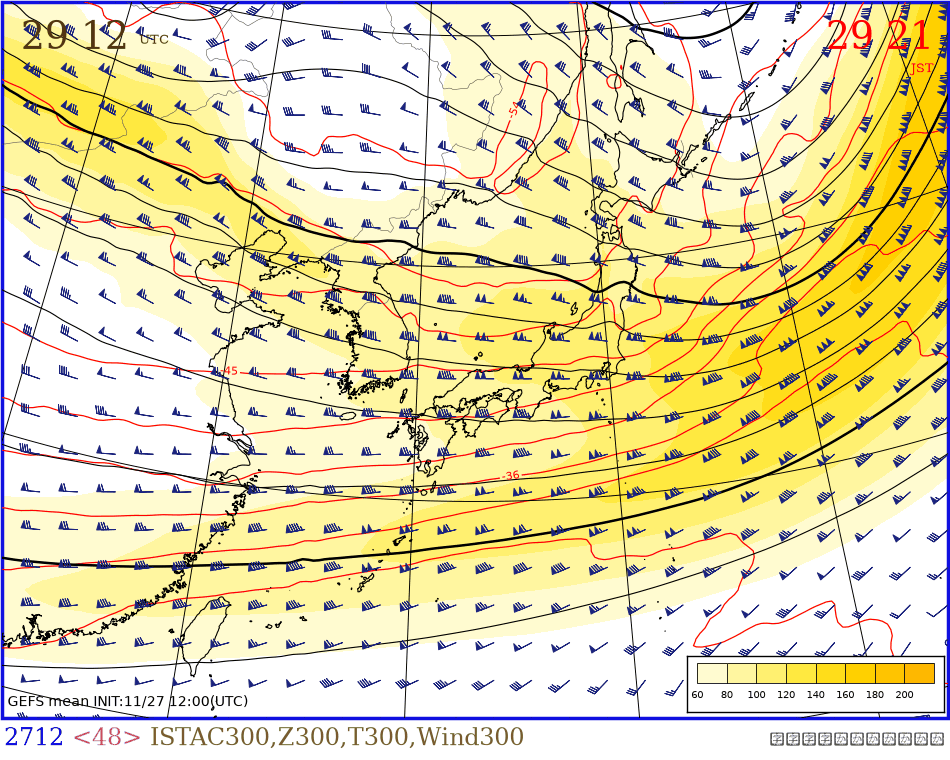 29 12 UTC
29 21
JST
-54
-45
-36
60 80 100 120 140 160 180 200
GEFS mean INIT:11/27 12:00(UTC)
2712 <48> ISTAC300,Z300,T300,Wind300